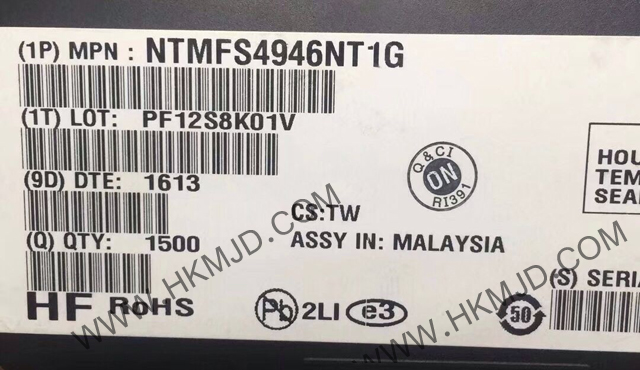 (1P) MPN : NTMFS4946NT1G
(1T) LOT: PF12S8K01V
(9D) DTE: 1613
(Q) QTY: 1500
Q & CI
ON
RI391
CS:TW
ASSY IN: MALAYSIA
HOU
TEM
SEA
(S) SERI
HF RoHS
Pb 2LI e3
50
WWW.HKMJD.COM
WWW.HKMJD.COM